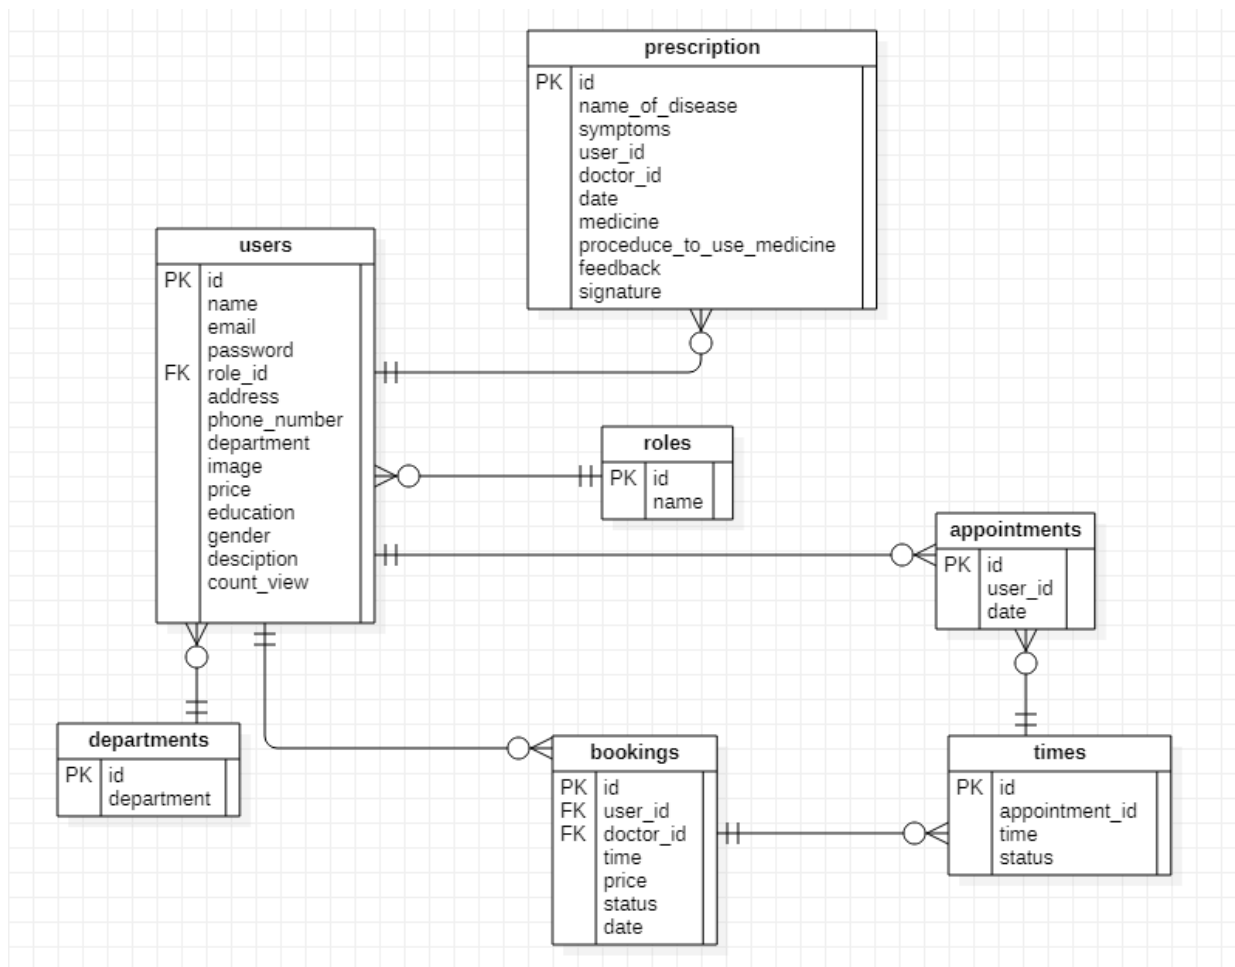 prescription
PK id
name_of_disease
symptoms
user_id
doctor_id
date
medicine
proceduce_to_use_medicine
feedback
signature
users
PK id
name
email
password
FK role_id
address
phone_number
department
image
price
education
gender
desciption
count_view
roles
PK id
name
appointments
PK id
user_id
date
departments
PK id
department
bookings
PK id
FK user_id
FK doctor_id
time
price
status
date
times
PK id
appointment_id
time
status